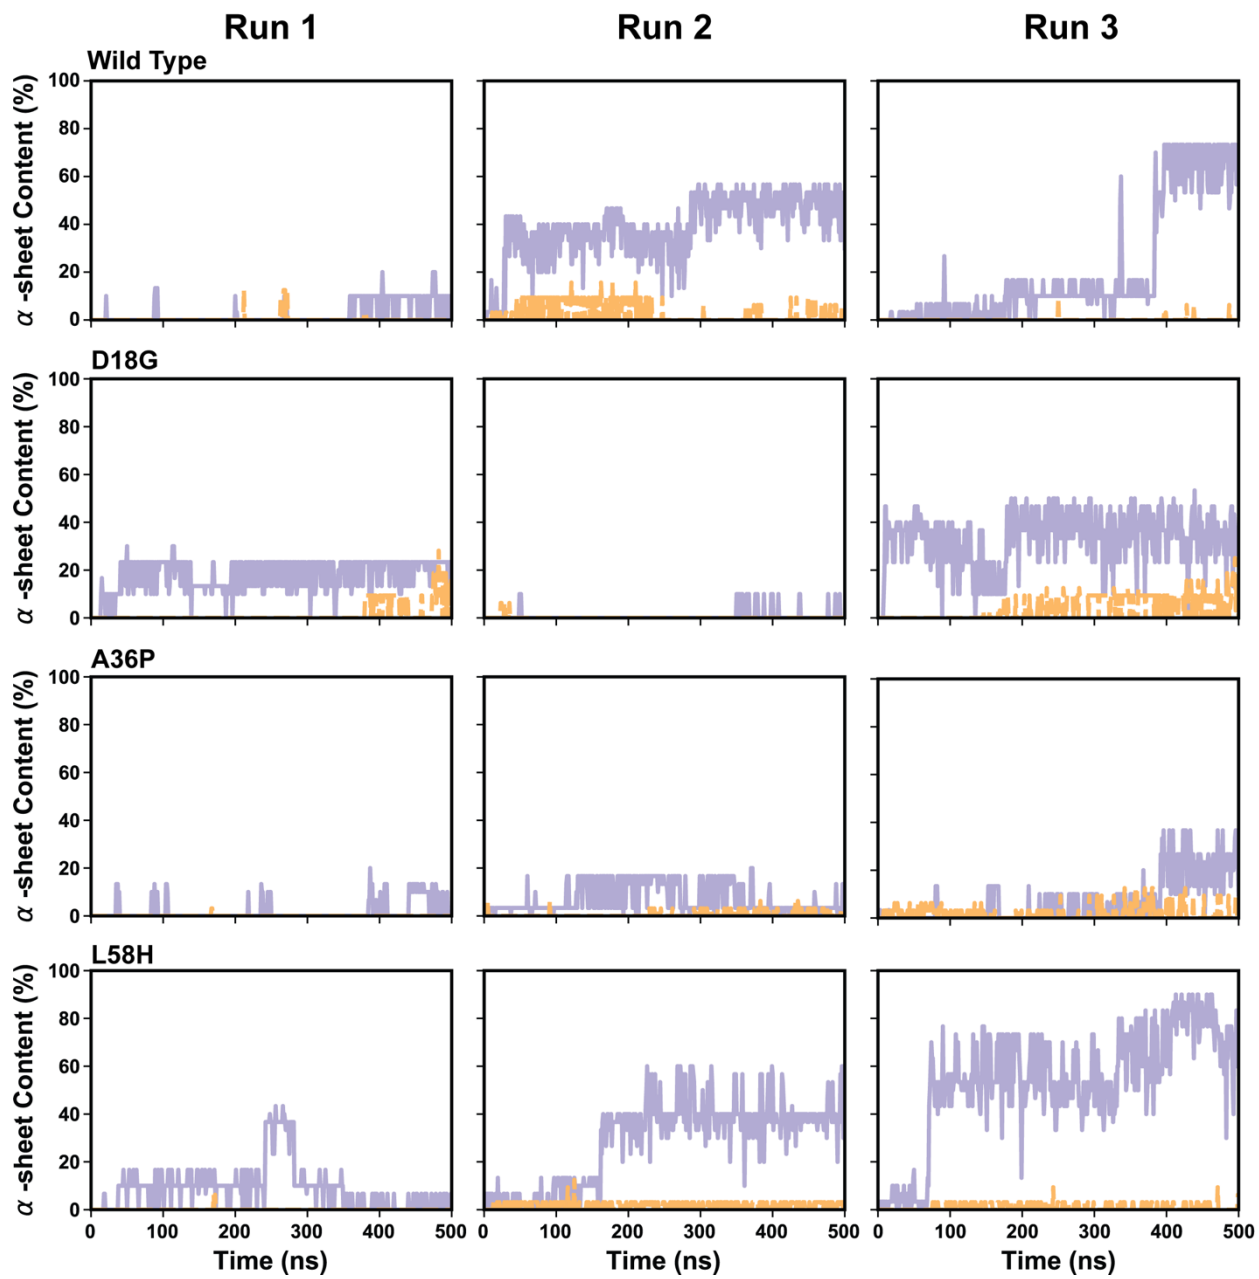 Run 1 Run 2 Run 3
Wild Type
α -sheet Content (%)
100
80
60
40
20
0
D18G
α -sheet Content (%)
100
80
60
40
20
0
A36P
α -sheet Content (%)
100
80
60
40
20
0
L58H
α -sheet Content (%)
100
80
60
40
20
0
0 100 200 300 400 500 0 100 200 300 400 500 0 100 200 300 400 500
Time (ns) Time (ns) Time (ns)